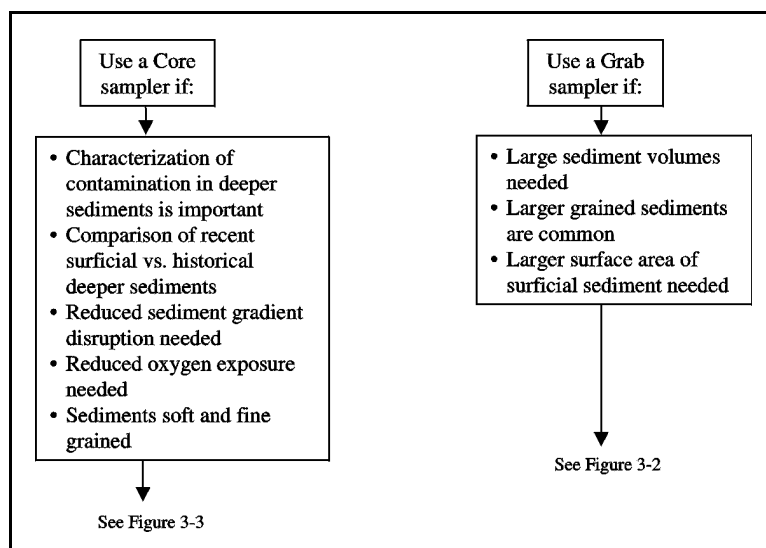 Use a Core
sampler if:
• Characterization of
contamination in deeper
sediments is important
• Comparison of recent
surficial vs. historical
deeper sediments
• Reduced sediment gradient
disruption needed
• Reduced oxygen exposure
needed
• Sediments soft and fine
grained
See Figure 3-3
Use a Grab
sampler if:
• Large sediment volumes
needed
• Larger grained sediments
are common
• Larger surface area of
surficial sediment needed
See Figure 3-2